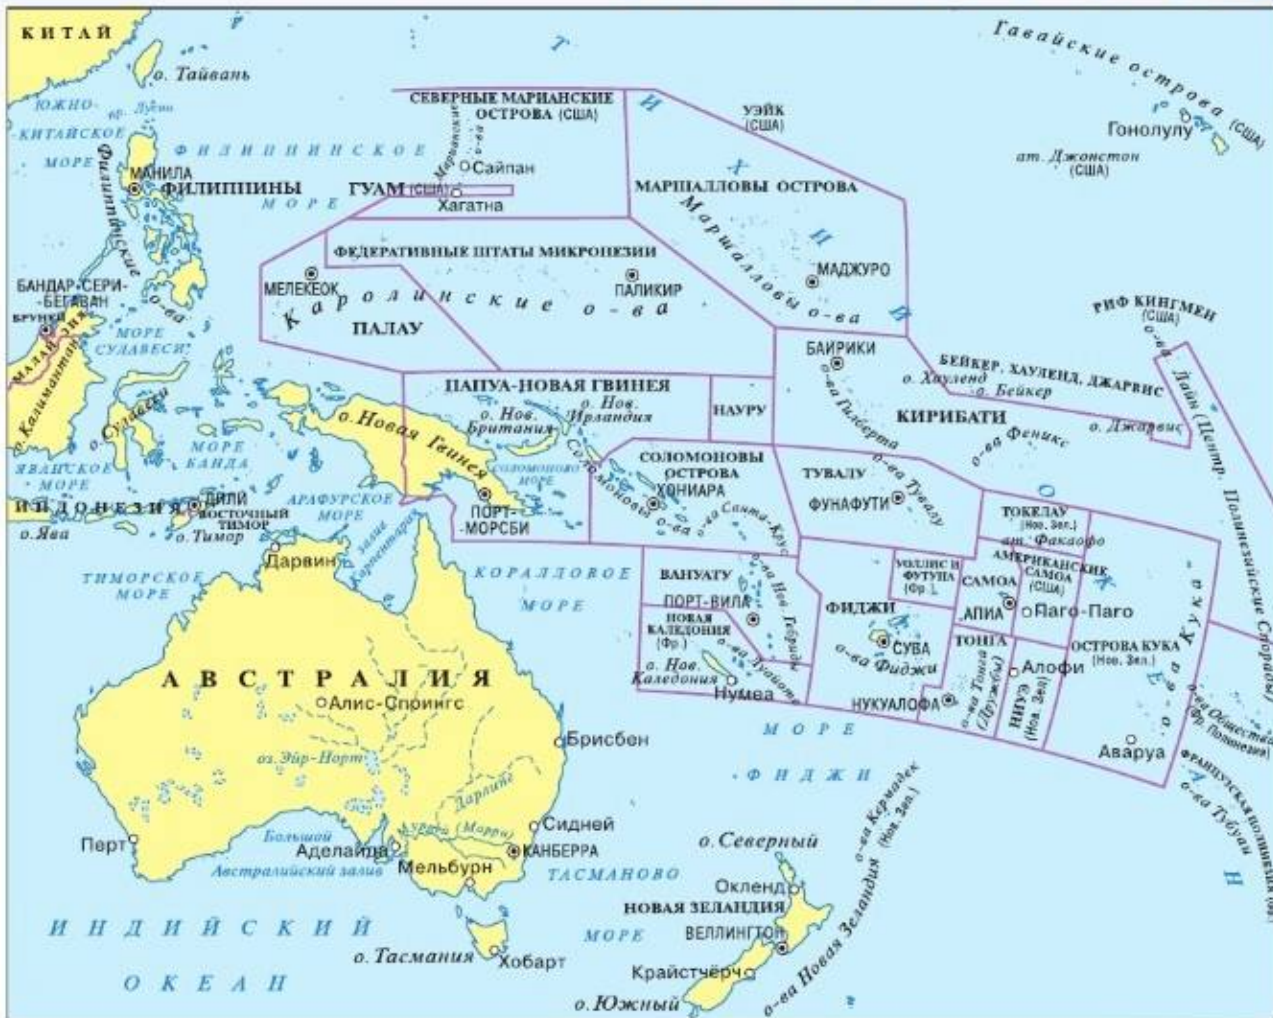 КИТАЙ
о. Тайвань
ЮЖНО-
КИТАЙСКОЕ
МОРЕ
о. Лусон
ФИЛИППИНСКОЕ
МОРЕ
МАНИЛА
ФИЛИППИНЫ
Филиппинские о-ва
Т И Х И Й О К Е А Н
СЕВЕРНЫЕ МАРИАНСКИЕ
ОСТРОВА (США)
Марианские о-ва
Сайпан
ГУАМ (США)
Хагатна
УЭЙК
(США)
Гавайские острова (США)
Гонолулу
ат. Джонстон
(США)
МАРШАЛЛОВЫ ОСТРОВА
Маршалловы о-ва
МАДЖУРО
ФЕДЕРАТИВНЫЕ ШТАТЫ МИКРОНЕЗИИ
МЕЛЕКЕОК
ПАЛИКИР
Каролинские о-ва
ПАЛАУ
БАНДАР-СЕРИ-
БЕГАВАН
БРУНЕЙ
МАЛАЙЗИЯ
о. Калимантан
МОРЕ
СУЛАВЕСИ
о. Сулавеси
МОРЕ
БАНДА
ЯВАНСКОЕ
МОРЕ
ИНДОНЕЗИЯ
о. Ява
ДИЛИ
ВОСТОЧНЫЙ
ТИМОР
о. Тимор
АРАФУРСКОЕ
МОРЕ
ТИМОРСКОЕ
МОРЕ
ПАПУА-НОВАЯ ГВИНЕЯ
о. Новая Гвинея
о. Нов.
Британия
о. Нов.
Ирландия
СОЛОМОНОВО
МОРЕ
ПОРТ-
-МОРСБИ
НАУРУ
СОЛОМОНОВЫ
ОСТРОВА
ХОНИАРА
Соломоновы о-ва
о-ва Санта-Крус
БАИРИКИ
о-ва Гилберта
КИРИБАТИ
БЕЙКЕР, ХАУЛЕНД, ДЖАРВИС
о. Хауленд
о. Бейкер
о. Джарвис
о-ва Феникс
РИФ КИНГМЕН
(США)
о-ва Лайн (Центр. Полинезийские Спорады)
ТУВАЛУ
ФУНАФУТИ
о-ва Тувалу
ТОКЕЛАУ
(Нов. Зел.)
ат. Факаофо
УОЛЛИС И
ФУТУНА
(Фр.)
САМОА
АПИА
АМЕРИКАНСКИЕ
САМОА
(США)
Паго-Паго
ВАНУАТУ
ПОРТ-ВИЛА
о-ва Нов. Гебриды
НОВАЯ
КАЛЕДОНИЯ
(Фр.)
о. Нов.
Каледония
о-ва Луайоте
Нумеа
ФИДЖИ
СУВА
о-ва Фиджи
ТОНГА
НУКУАЛОФА
о-ва Тонга
(Дружбы)
НИУЭ
(Нов. Зел)
Алофи
ОСТРОВА КУКА
(Нов. Зел.)
о-ва Кука
Аваруа
о-ва Общества
(Фр. Полинезия)
ФРАНЦУЗСКАЯ ПОЛИНЕЗИЯ
о-ва Тубуаи
Дарвин
залив
Карпентария
КОРАЛЛОВОЕ
МОРЕ
АВСТРАЛИЯ
Алис-Спрингс
оз. Эйр-Норт
Дарлинг
Муррей (Марри)
Брисбен
Сидней
КАНБЕРРА
Перт
Большой
Австралийский залив
Аделаида
Мельбурн
ТАСМАНОВО
МОРЕ
МОРЕ
ФИДЖИ
ИНДИЙСКИЙ
ОКЕАН
о. Тасмания
Хобарт
о. Северный
Окленд
НОВАЯ ЗЕЛАНДИЯ
ВЕЛЛИНГТОН
Крайстчёрч
о. Южный
о-ва Новая Зеландия
о-ва Кермадек
(Нов. Зел.)